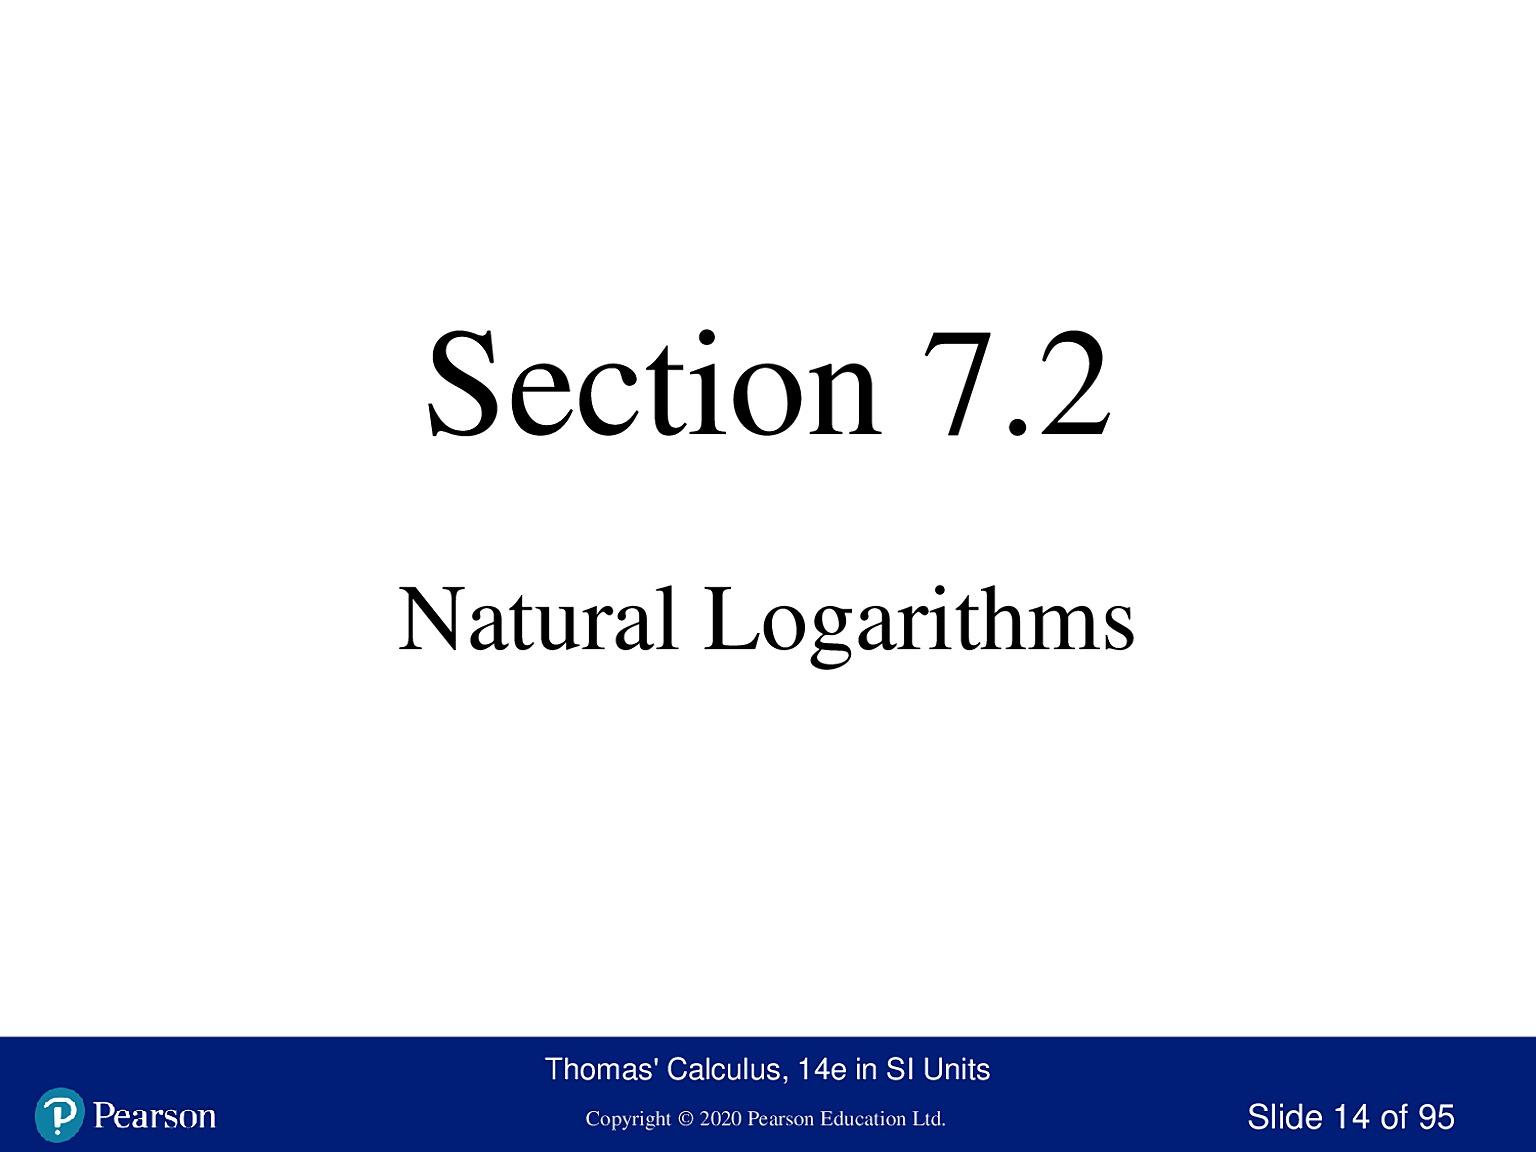 Section 7.2
Natural Logarithms
Thomas' Calculus, 14e in SI Units
Pearson
Copyright © 2020 Pearson Education Ltd.
Slide 14 of 95